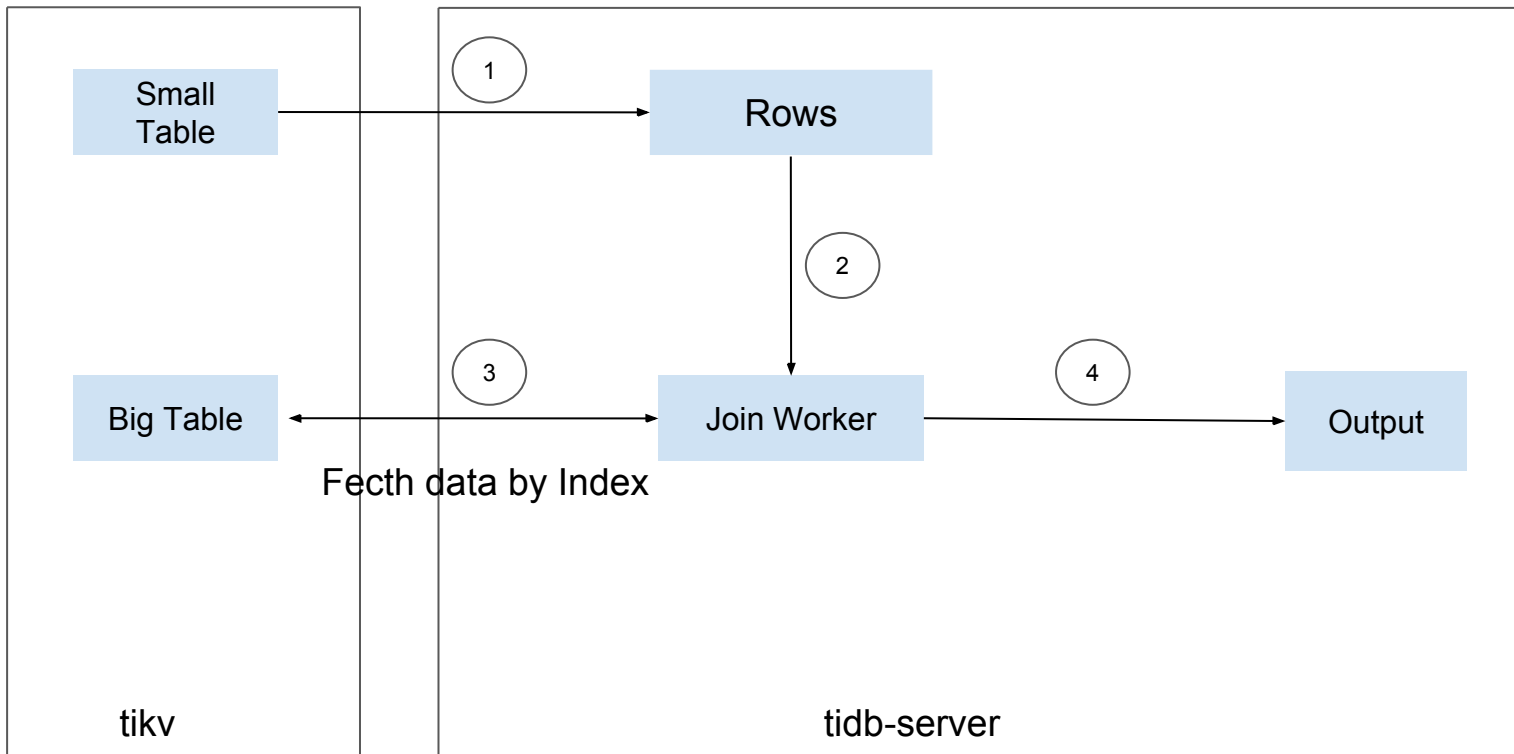 1
Small
Table
Rows
2
3
4
Big Table
Join Worker
Output
Fecth data by Index
tikv
tidb-server